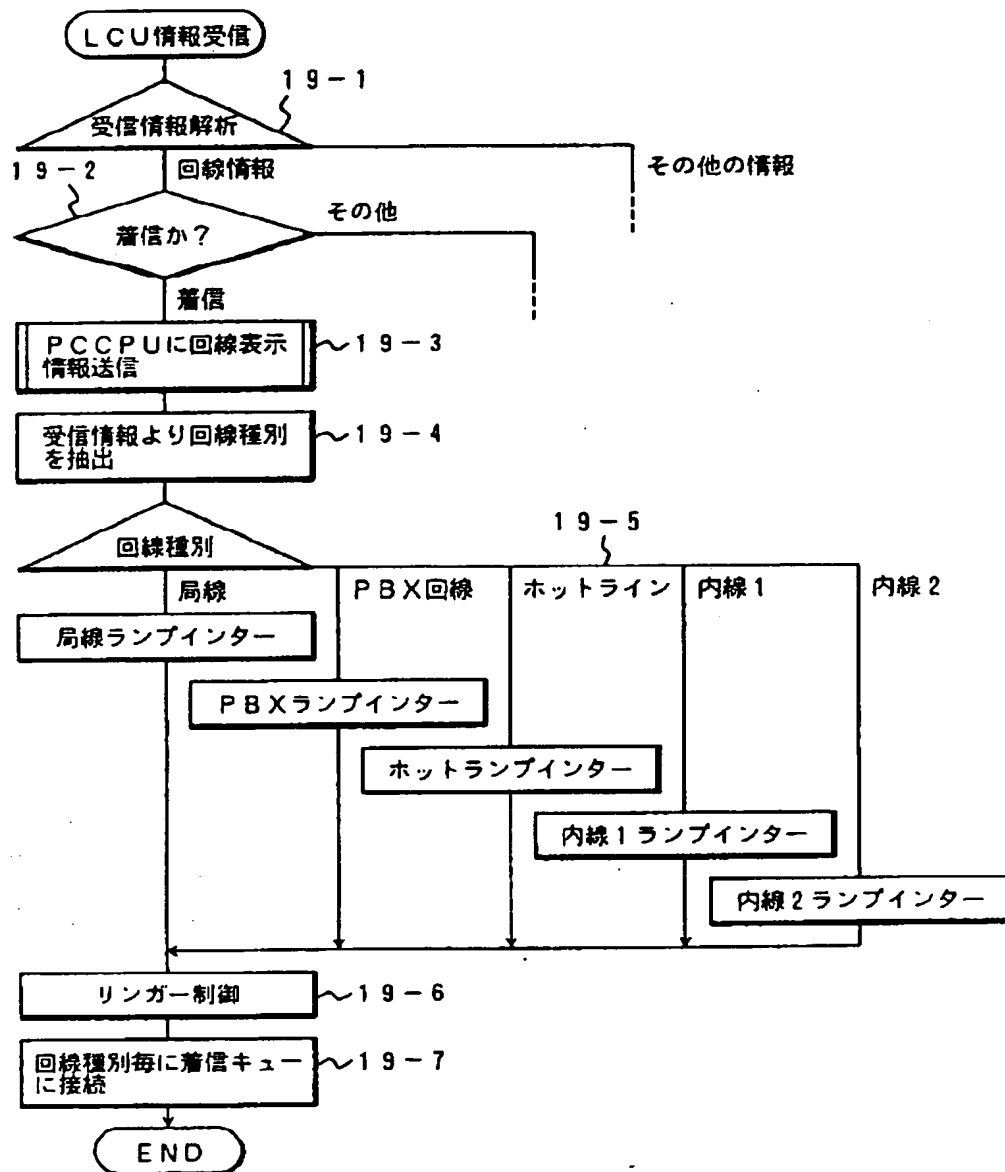 LCU情報受信
19-1
受信情報解析
19-2
回線情報
その他の情報
着信か?
その他
着信
PCCPUに回線表示
情報送信
19-3
受信情報より回線種別
を抽出
19-4
回線種別
19-5
局線
PBX回線
ホットライン
内線1
内線2
局線ランプインター
PBXランプインター
ホットランプインター
内線1ランプインター
内線2ランプインター
リンガー制御
19-6
回線種別毎に着信キュー
に接続
19-7
END